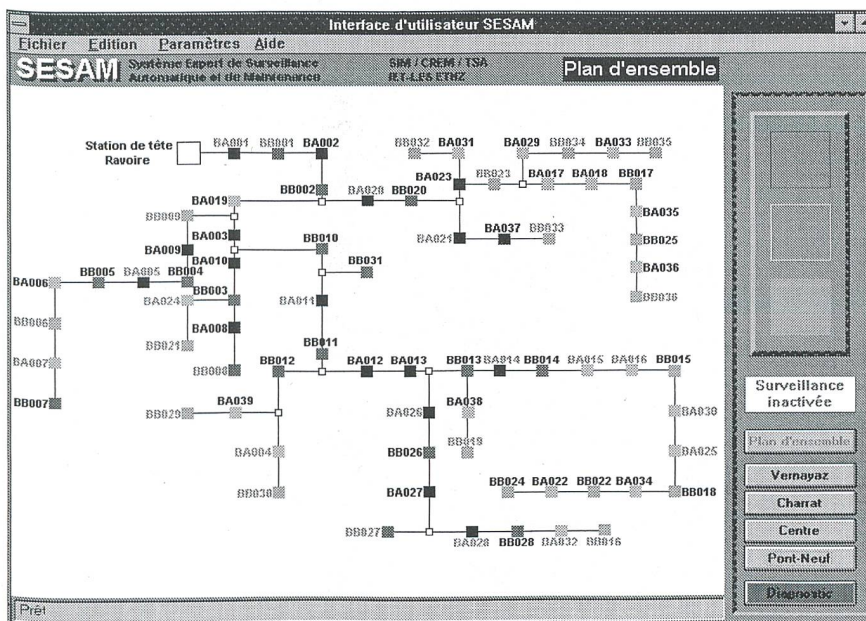 Interface d'utilisateur SESAM
Fichier Edition Paramètres Aide
SESAM Système Expert de Surveillance Automatique et de Maintenance
SIM / CREM / TSA
IET-LES ETHZ
Plan d'ensemble
Station de tête
Ravoire
BA001 BB001 BA002
BB032 BA031
BA029 BB034 BA033 BB035
BA023 BB023 BA017 BA018 BB017
BB002 BA020 BB020
BA019
BB009
BA003
BA035
BA009
BB010
BA021 BA037 BB033
BB025
BA010
BB031
BA036
BA006 BB005 BA005 BB004
BB003
BA024
BA011
BB036
BB006
BA008
BB021
BB011
BA007
BB008
BB012 BA012 BA013 BB013 BA014 BB014 BA015 BA016 BB015
BB007
BB029 BA039
BA026
BA038
BA030
BA004
BB026
BB019
BA025
BB030
BA027
BB024 BA022 BB022 BA034 BB018
BB027
BA028 BB028 BA032 BB016
Surveillance
inactivée
Plan d'ensemble
Vernayaz
Charrat
Centre
Pont-Neuf
Diagnostic
Prêt